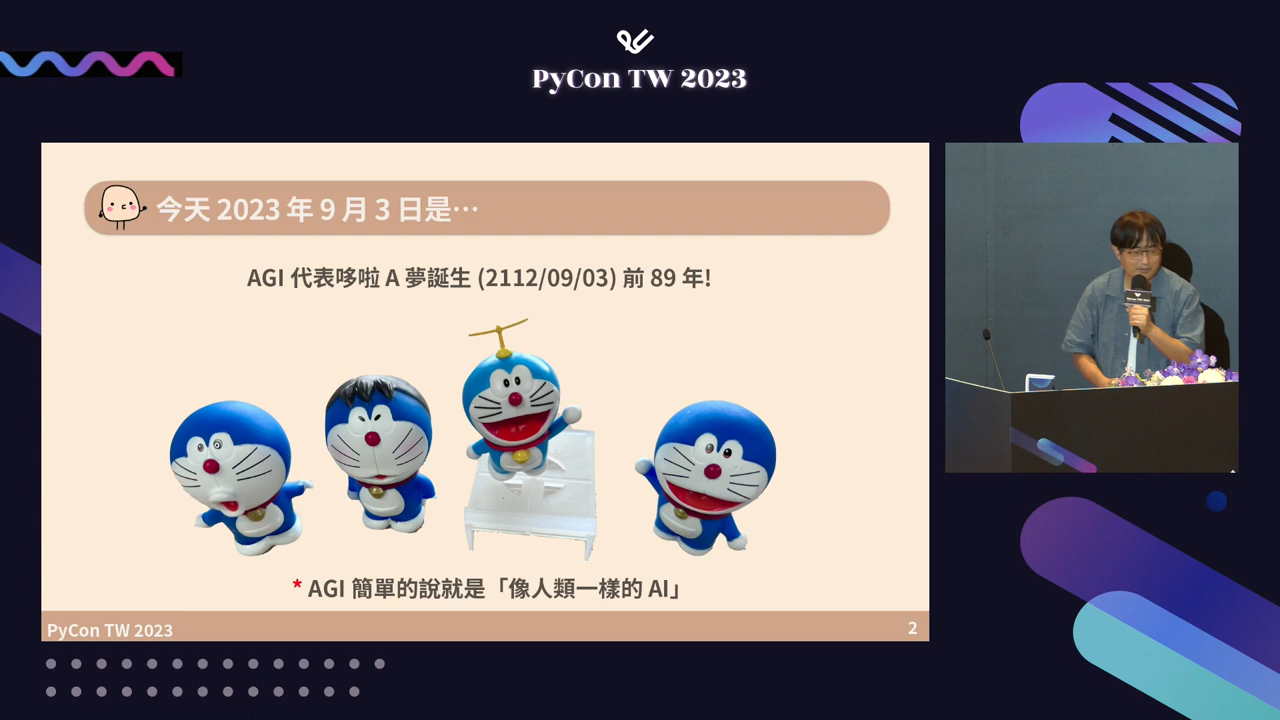 PyCon TW 2023
今天 2023 年 9 月 3 日是…
AGI 代表哆啦 A 夢誕生 (2112/09/03) 前 89 年!
* AGI 簡單的說就是「像人類一樣的 AI」
PyCon TW 2023
2